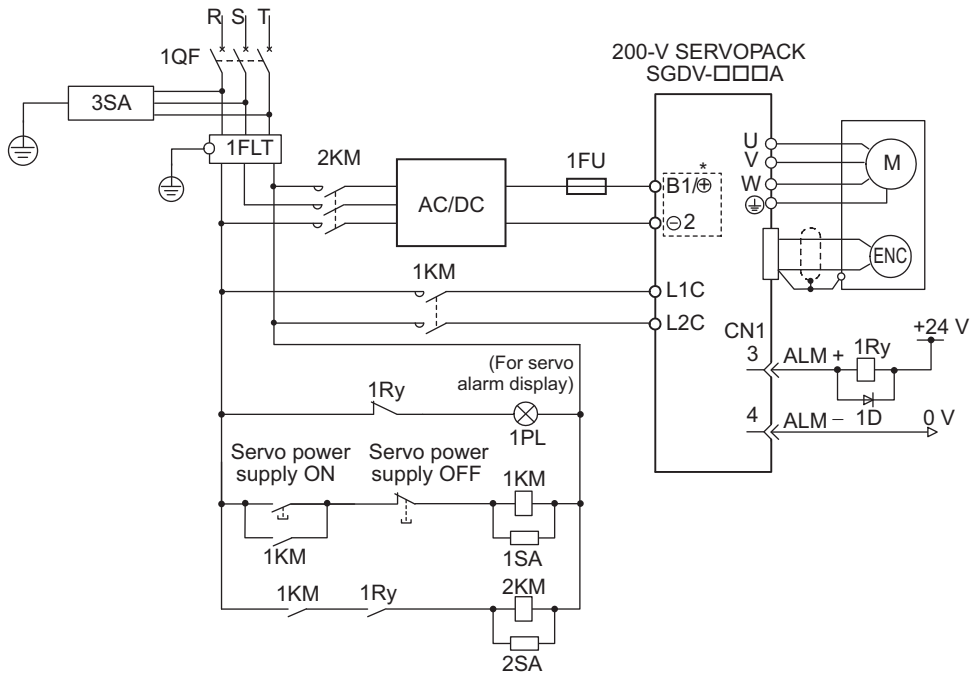 R S T
1QF
3SA
1FLT
2KM
AC/DC
1FU
200-V SERVOPACK
SGDV-□□□A
*
B1/⊕
⊖2
U
V
W
M
ENC
1KM
L1C
L2C
CN1
3
ALM +
1Ry
+24 V
1D
4
ALM −
0 V
(For servo
alarm display)
1Ry
1PL
Servo power
supply ON
Servo power
supply OFF
1KM
1KM
1SA
1KM
1Ry
2KM
2SA